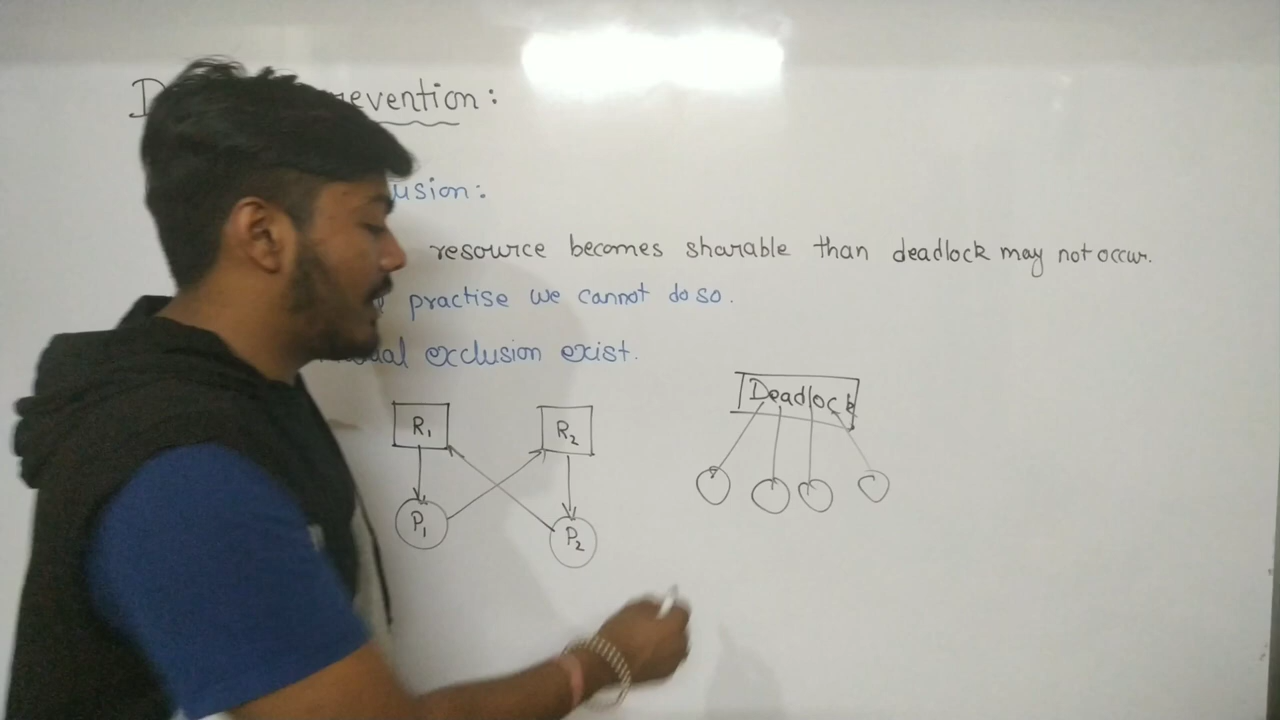 revention:
usion:
resource becomes sharable than deadlock may not occur.
practise we cannot do so.
ual exclusion exist.
Deadlock
R1 R2
P1 P2